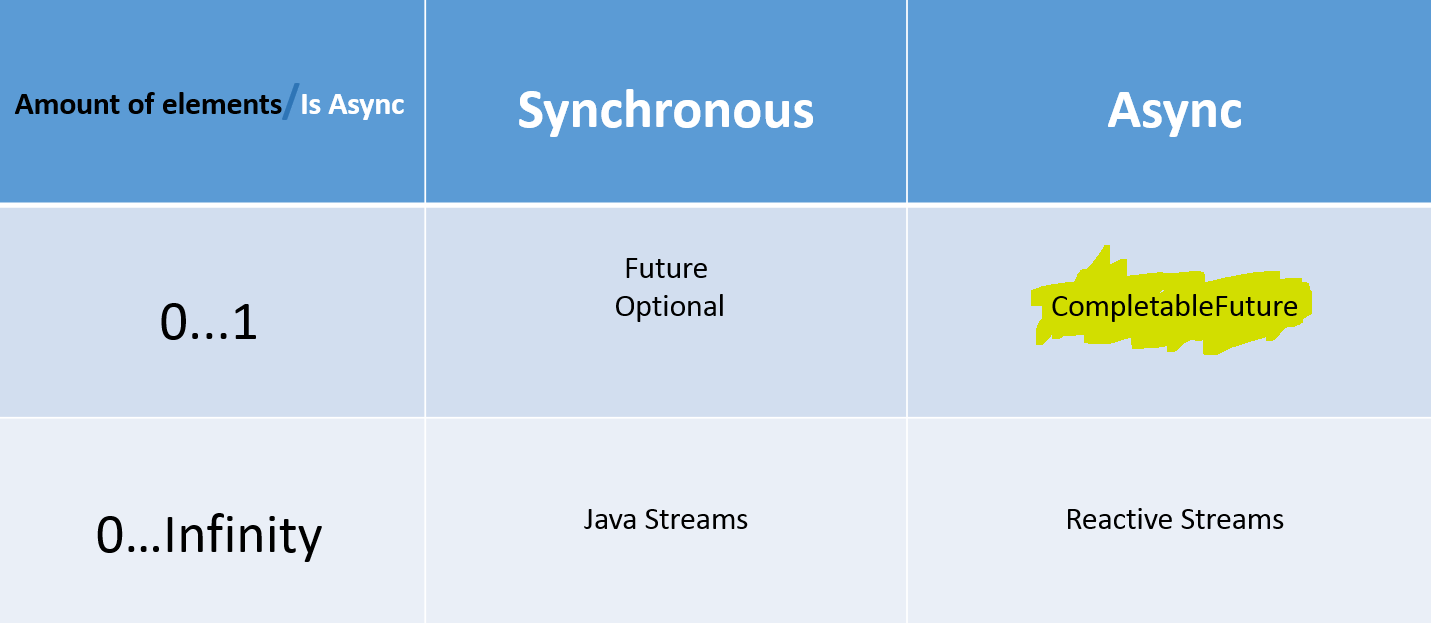 Amount of elements/Is Async
Synchronous
Async
0...1
Future
Optional
CompletableFuture
0...Infinity
Java Streams
Reactive Streams